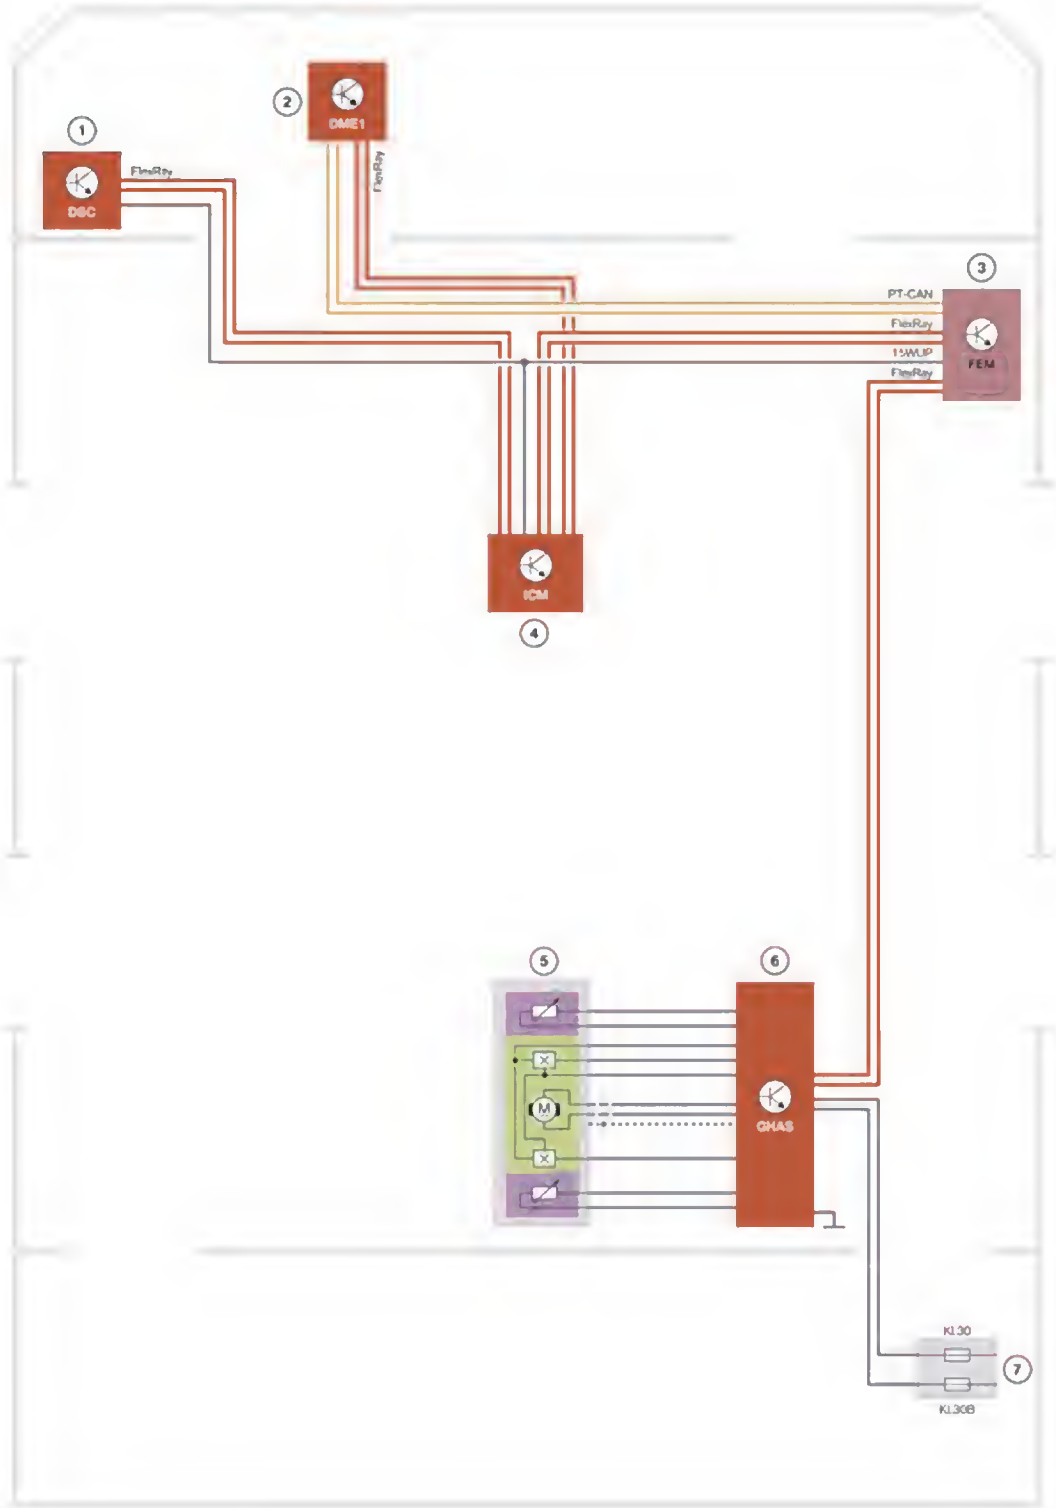 2
DME1
1
FlexRay
FlexRay
DSC
3
PT-CAN
FlexRay
15WUP
FEM
FlexRay
ICM
4
5
6
M
GHAS
KL30
7
KL30B